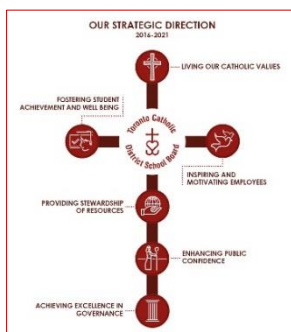 OUR STRATEGIC DIRECTION
2016-2021
LIVING OUR CATHOLIC VALUES
FOSTERING STUDENT
ACHIEVEMENT AND WELL BEING
Toronto Catholic
District School Board
INSPIRING AND
MOTIVATING EMPLOYEES
PROVIDING STEWARDSHIP
OF RESOURCES
ENHANCING PUBLIC
CONFIDENCE
ACHIEVING EXCELLENCE IN
GOVERNANCE